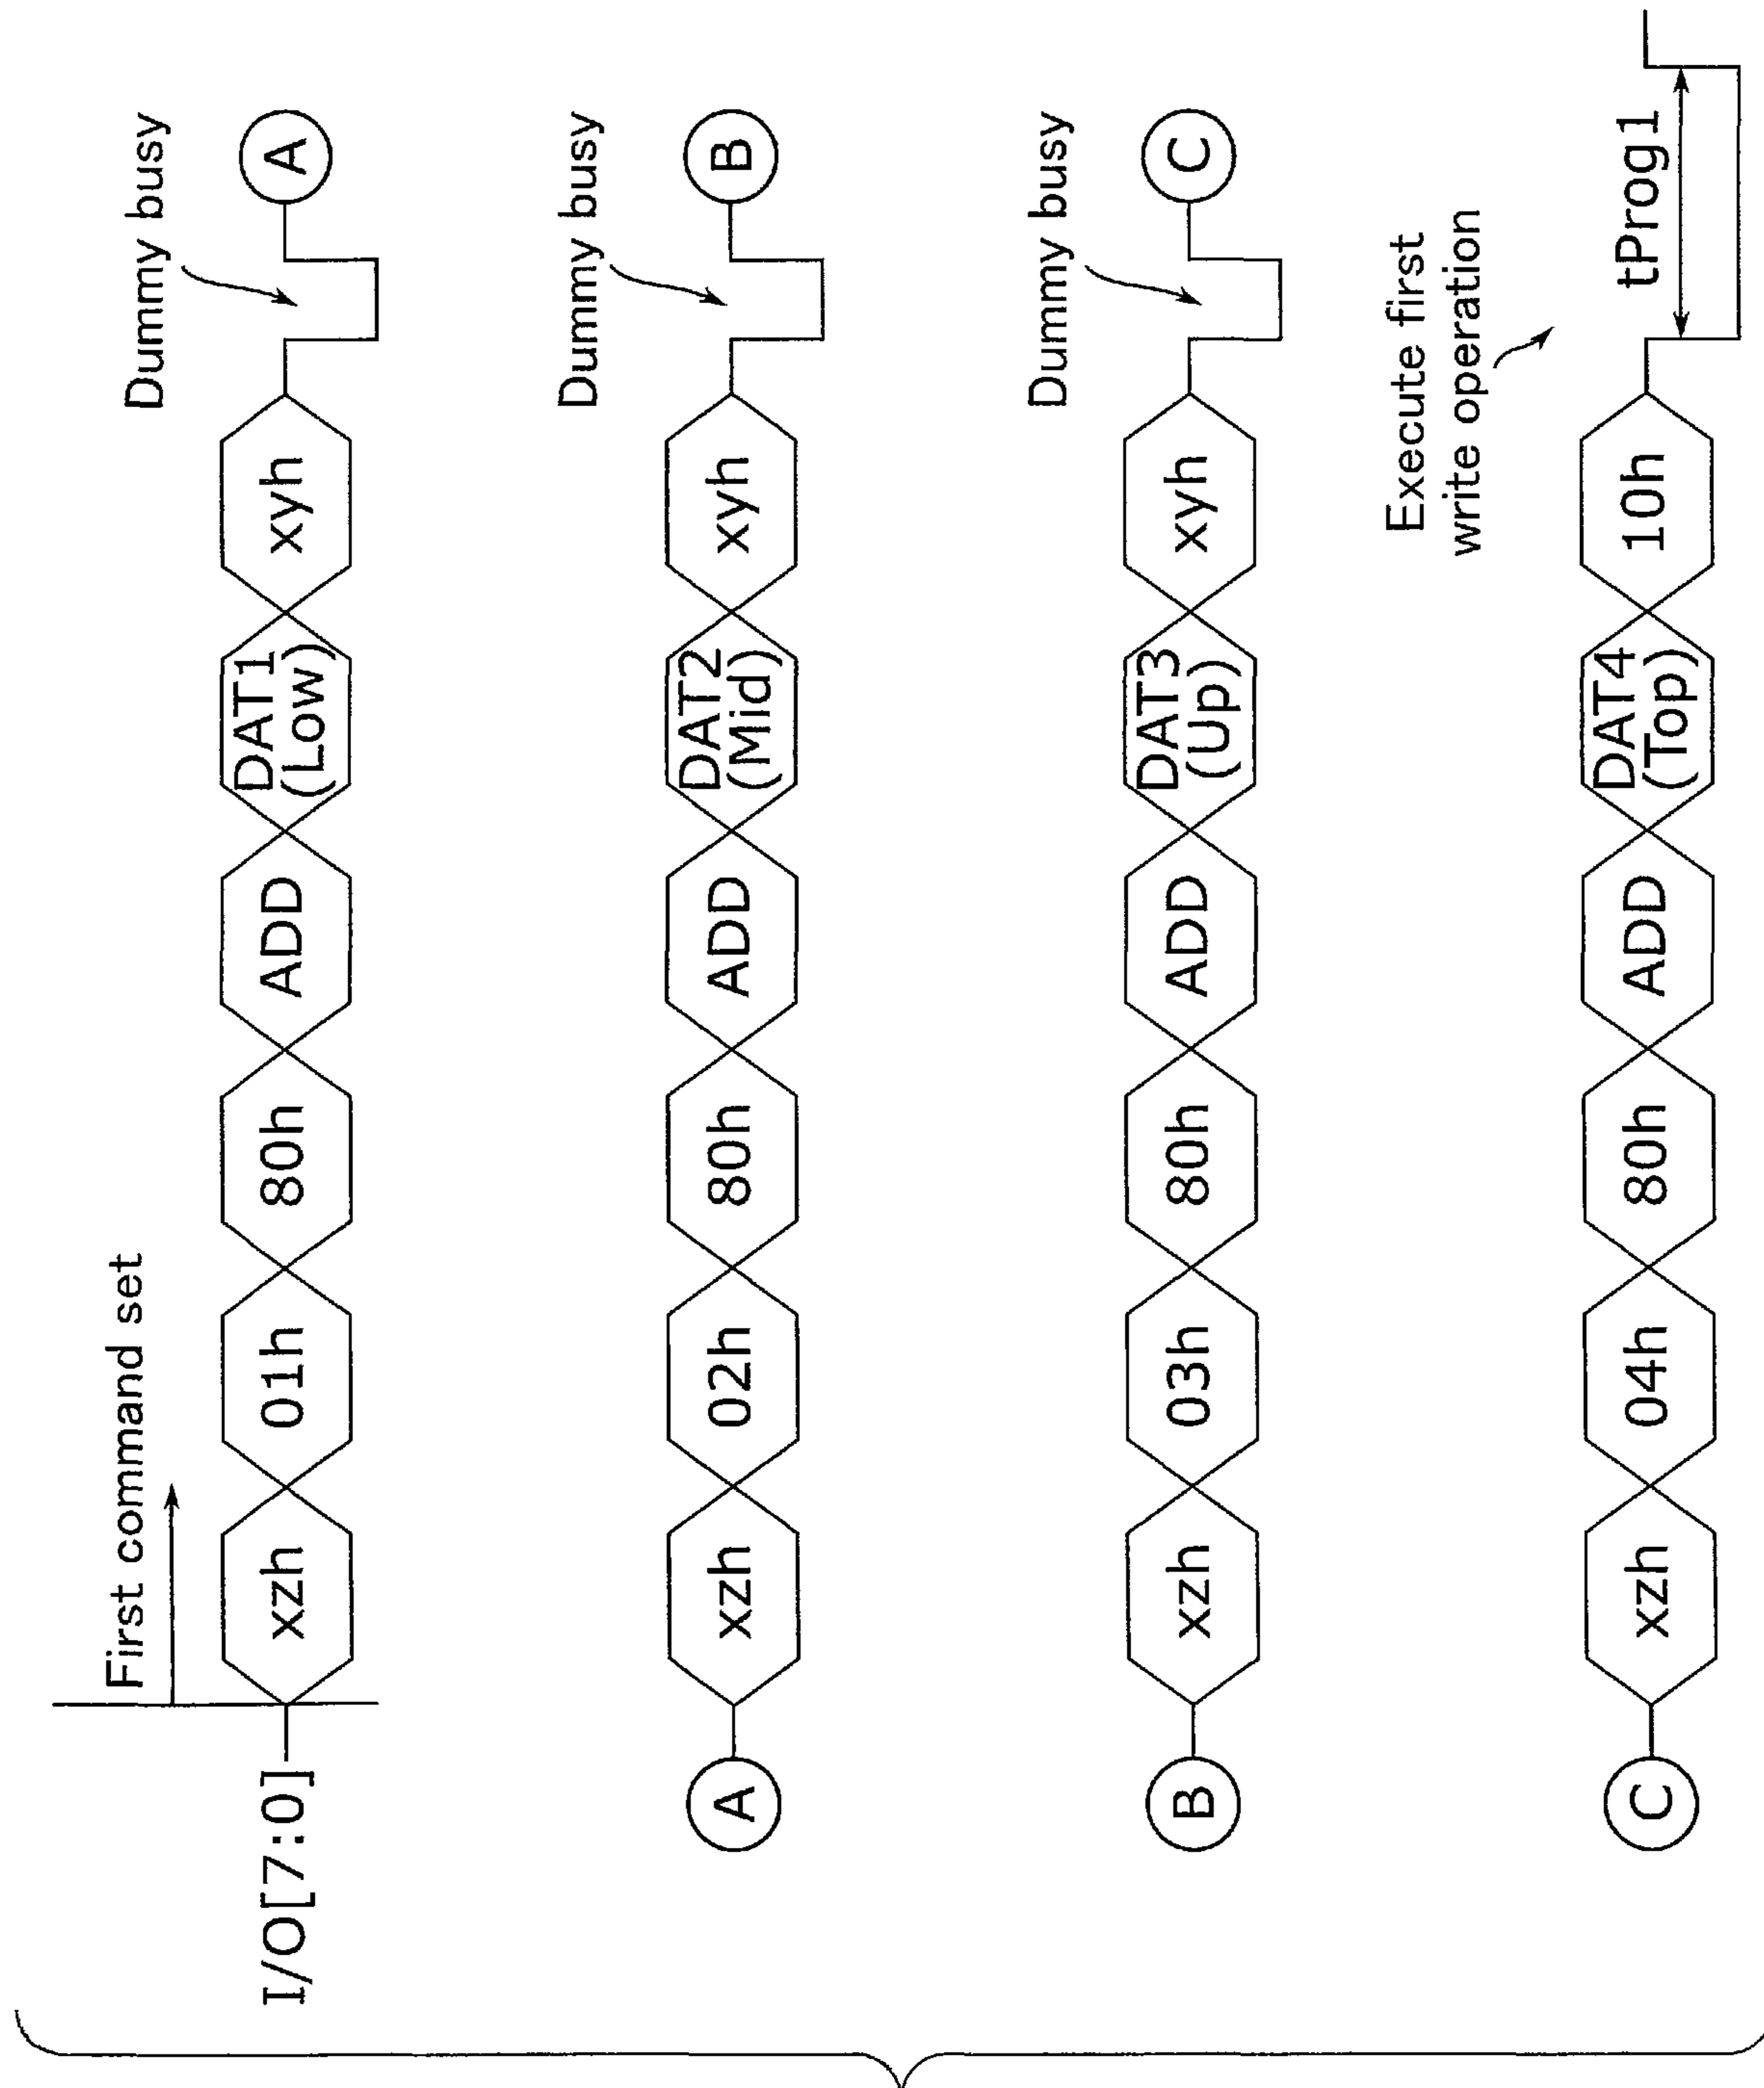 First command set
Dummy busy
I/O[7:0]
xzh
01h
80h
ADD
DAT1
(Low)
xyh
A
Dummy busy
A
xzh
02h
80h
ADD
DAT2
(Mid)
xyh
B
Dummy busy
B
xzh
03h
80h
ADD
DAT3
(Up)
xyh
C
Execute first
write operation
tProg1
C
xzh
04h
80h
ADD
DAT4
(Top)
10h